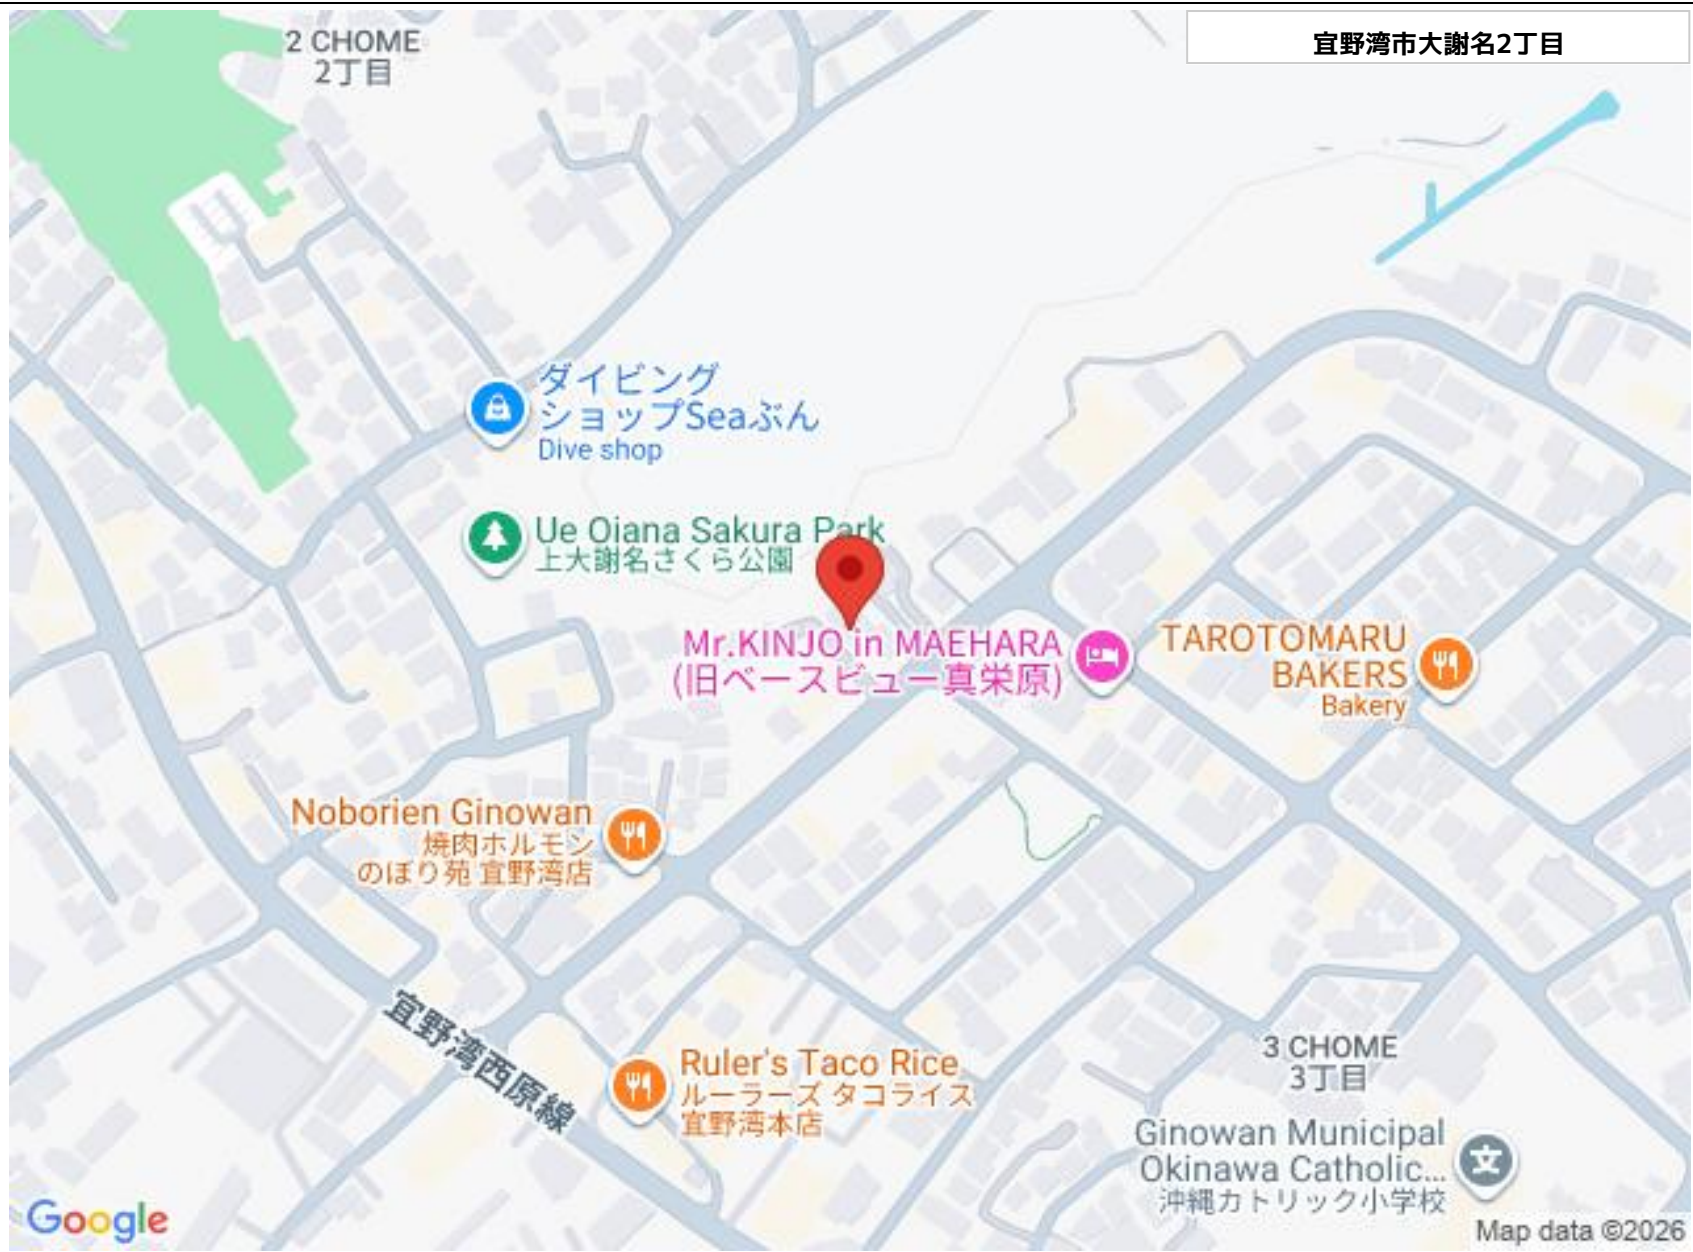 宜野湾市大謝名2丁目
2 CHOME
2丁目
ダイビング
ショップSeaぶん
Dive shop
Ue Ojana Sakura Park
上大謝名さくら公園
Mr.KINJO in MAEHARA
(旧ベースビュー真栄原)
TAROTOMARU
BAKERS
Bakery
Noborien Ginowan
焼肉ホルモン
のぼり苑 宜野湾店
宜野湾西原線
Ruler's Taco Rice
ルーラーズ タコライス
宜野湾本店
3 CHOME
3丁目
Ginowan Municipal
Okinawa Catholic...
沖縄カトリック小学校
Google
Map data ©2026